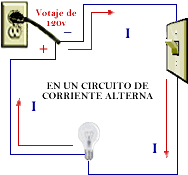 Votaje de
120v
−
+
I
EN UN CIRCUITO DE
CORRIENTE ALTERNA
I
I